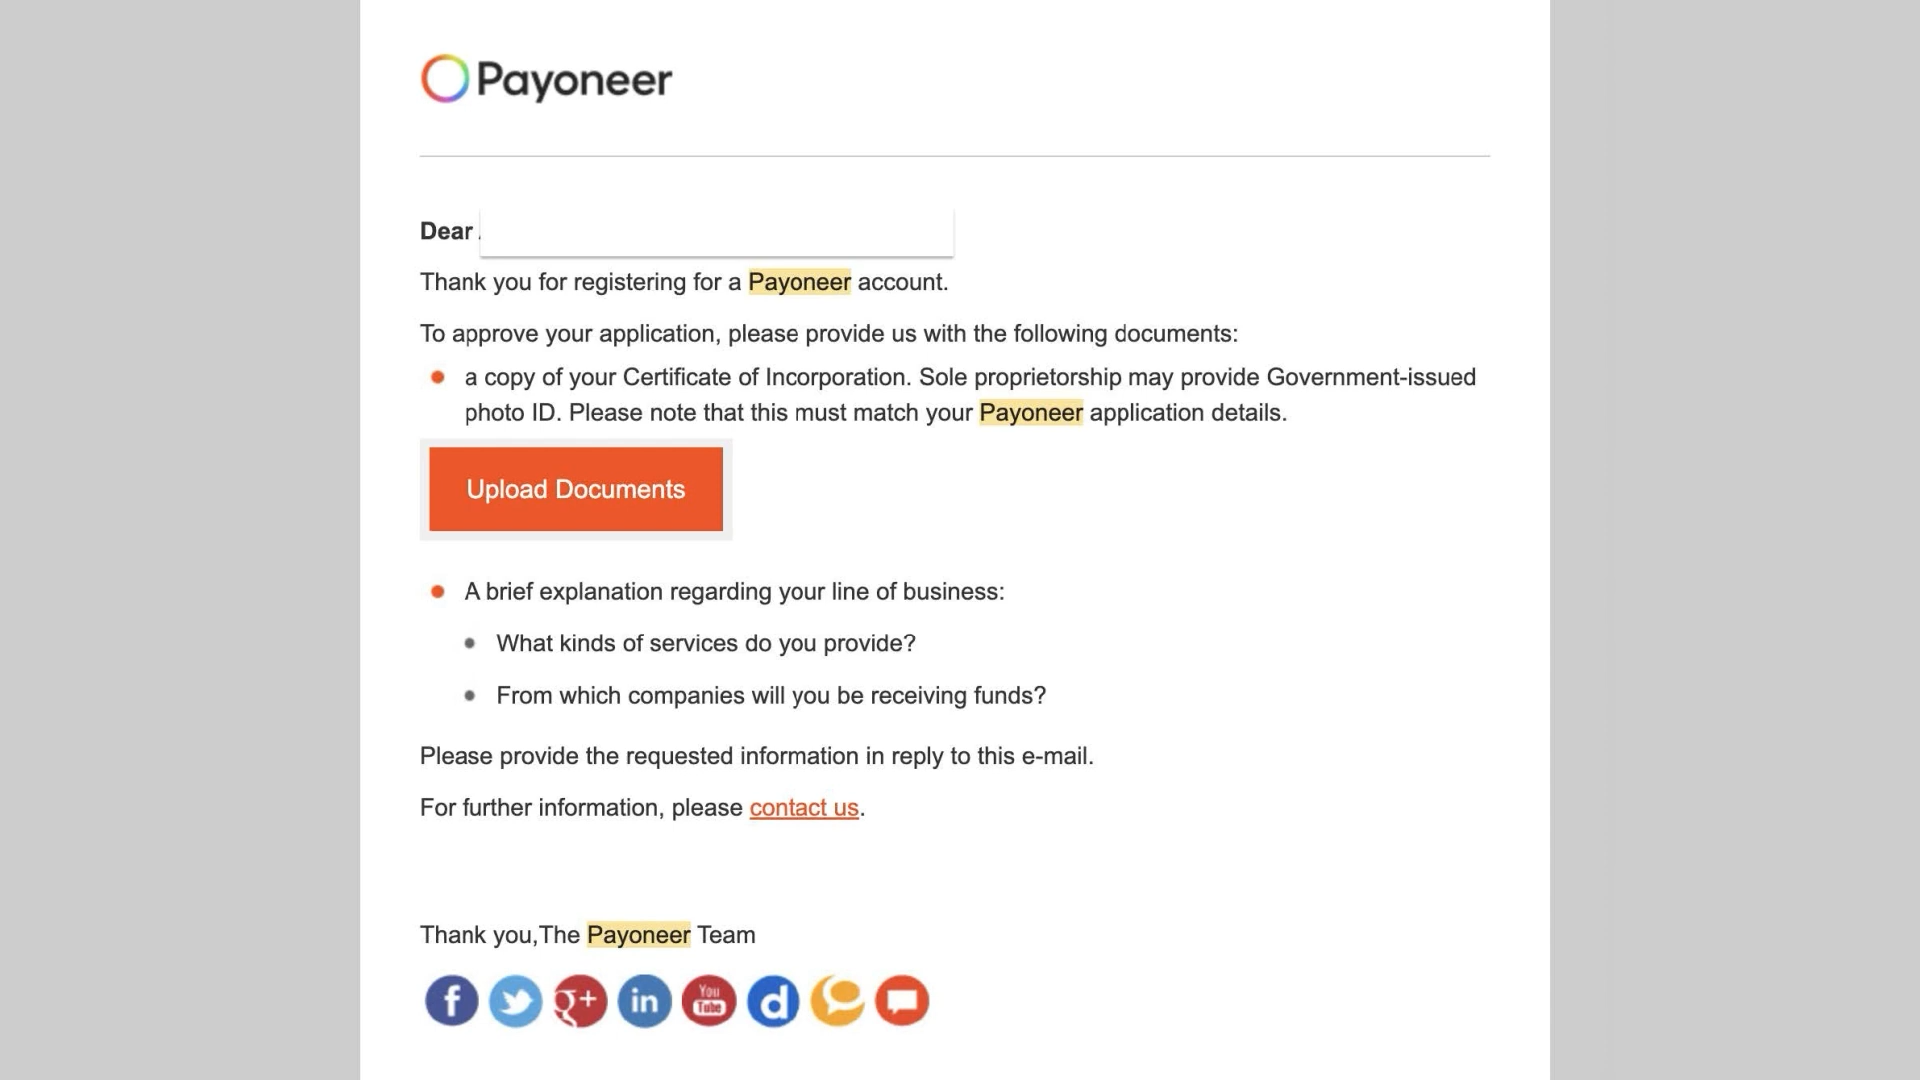 Payoneer
Dear
Thank you for registering for a Payoneer account.
To approve your application, please provide us with the following documents:
a copy of your Certificate of Incorporation. Sole proprietorship may provide Government-issued
photo ID. Please note that this must match your Payoneer application details.
Upload Documents
A brief explanation regarding your line of business:
What kinds of services do you provide?
From which companies will you be receiving funds?
Please provide the requested information in reply to this e-mail.
For further information, please contact us.
Thank you,The Payoneer Team
f g+ in You Tube d